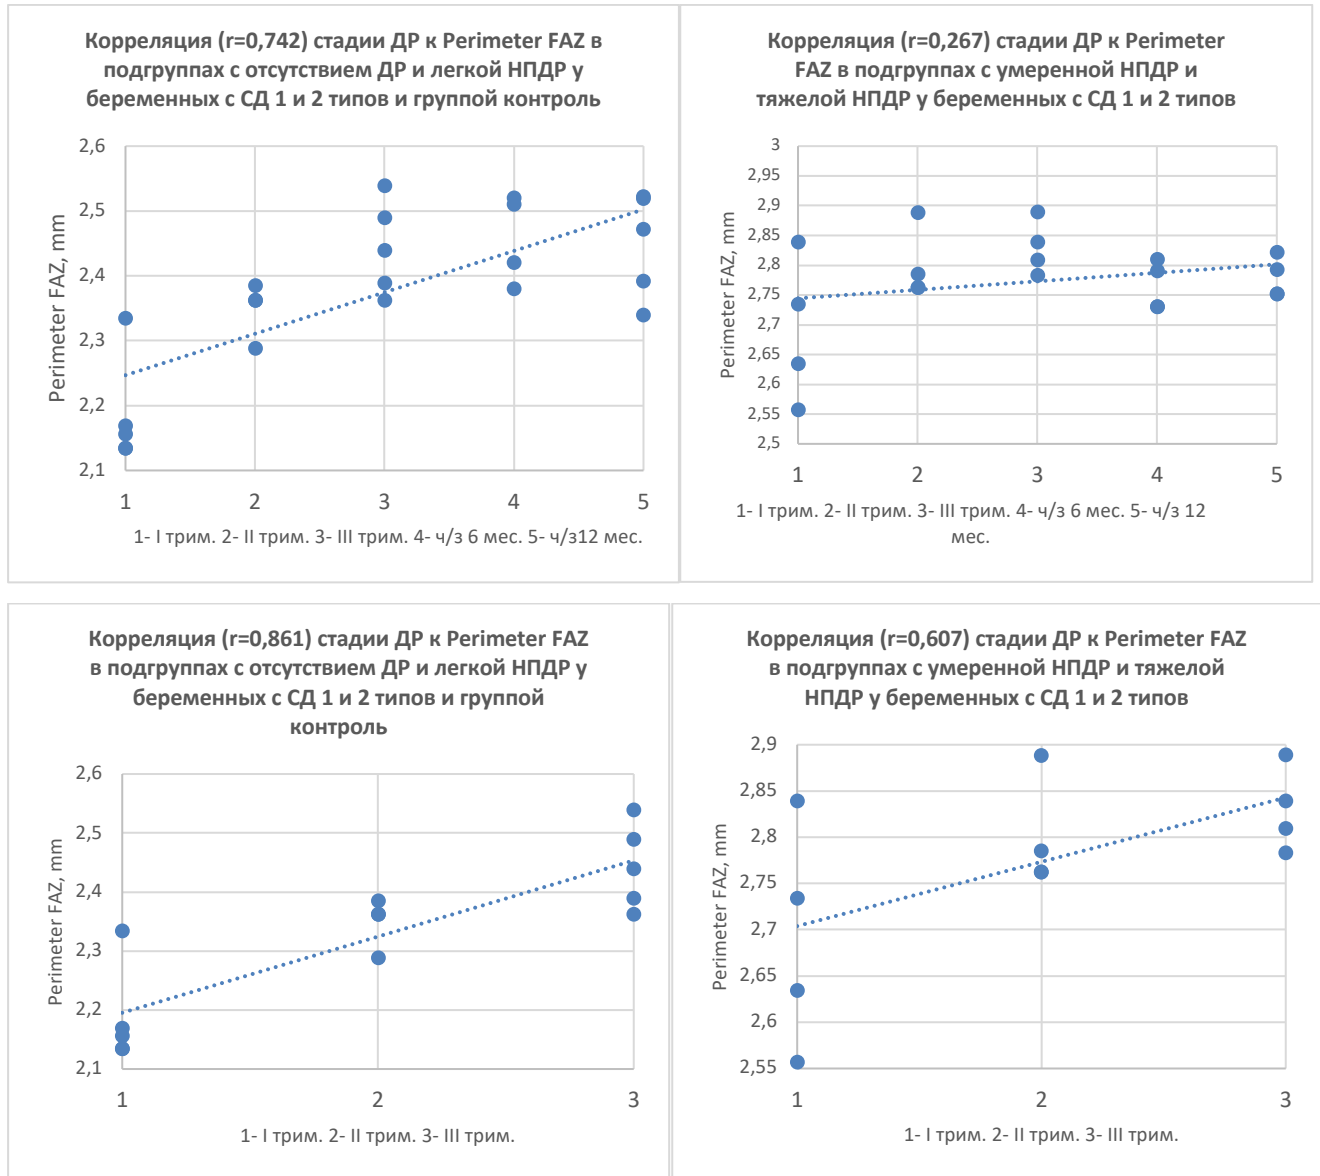 Корреляция (r=0,742) стадии ДР к Perimeter FAZ в
подгруппах с отсутствием ДР и легкой НПДР у
беременных с СД 1 и 2 типов и группой контроль
2,6
2,5
2,4
2,3
2,2
2,1
Perimeter FAZ, mm
1 2 3 4 5
1- I трим. 2- II трим. 3- III трим. 4- ч/з 6 мес. 5- ч/з12 мес.
Корреляция (r=0,267) стадии ДР к Perimeter
FAZ в подгруппах с умеренной НПДР и
тяжелой НПДР у беременных с СД 1 и 2 типов
3
2,95
2,9
2,85
2,8
2,75
2,7
2,65
2,6
2,55
2,5
Perimeter FAZ, mm
1 2 3 4 5
1- I трим. 2- II трим. 3- III трим. 4- ч/з 6 мес. 5- ч/з 12
мес.
Корреляция (r=0,861) стадии ДР к Perimeter FAZ
в подгруппах с отсутствием ДР и легкой НПДР у
беременных с СД 1 и 2 типов и группой
контроль
2,6
2,5
2,4
2,3
2,2
2,1
Perimeter FAZ, mm
1 2 3
1- I трим. 2- II трим. 3- III трим.
Корреляция (r=0,607) стадии ДР к Perimeter FAZ
в подгруппах с умеренной НПДР и тяжелой
НПДР у беременных с СД 1 и 2 типов
2,9
2,85
2,8
2,75
2,7
2,65
2,6
2,55
Perimeter FAZ, mm
1 2 3
1- I трим. 2- II трим. 3- III трим.